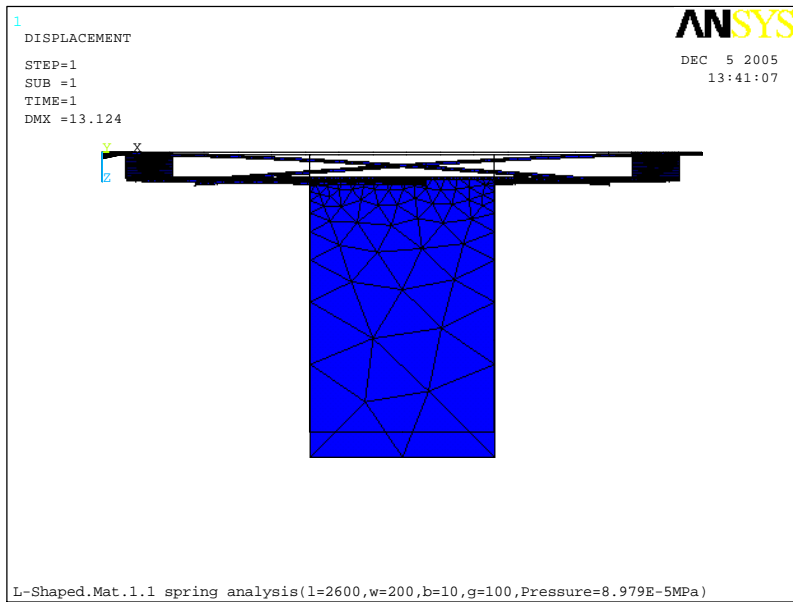 1
DISPLACEMENT
STEP=1
SUB =1
TIME=1
DMX =13.124
ANSYS
DEC 5 2005
13:41:07
Y X
Z
L-Shaped.Mat.1.1 spring analysis(l=2600,w=200,b=10,g=100,Pressure=8.979E-5MPa)